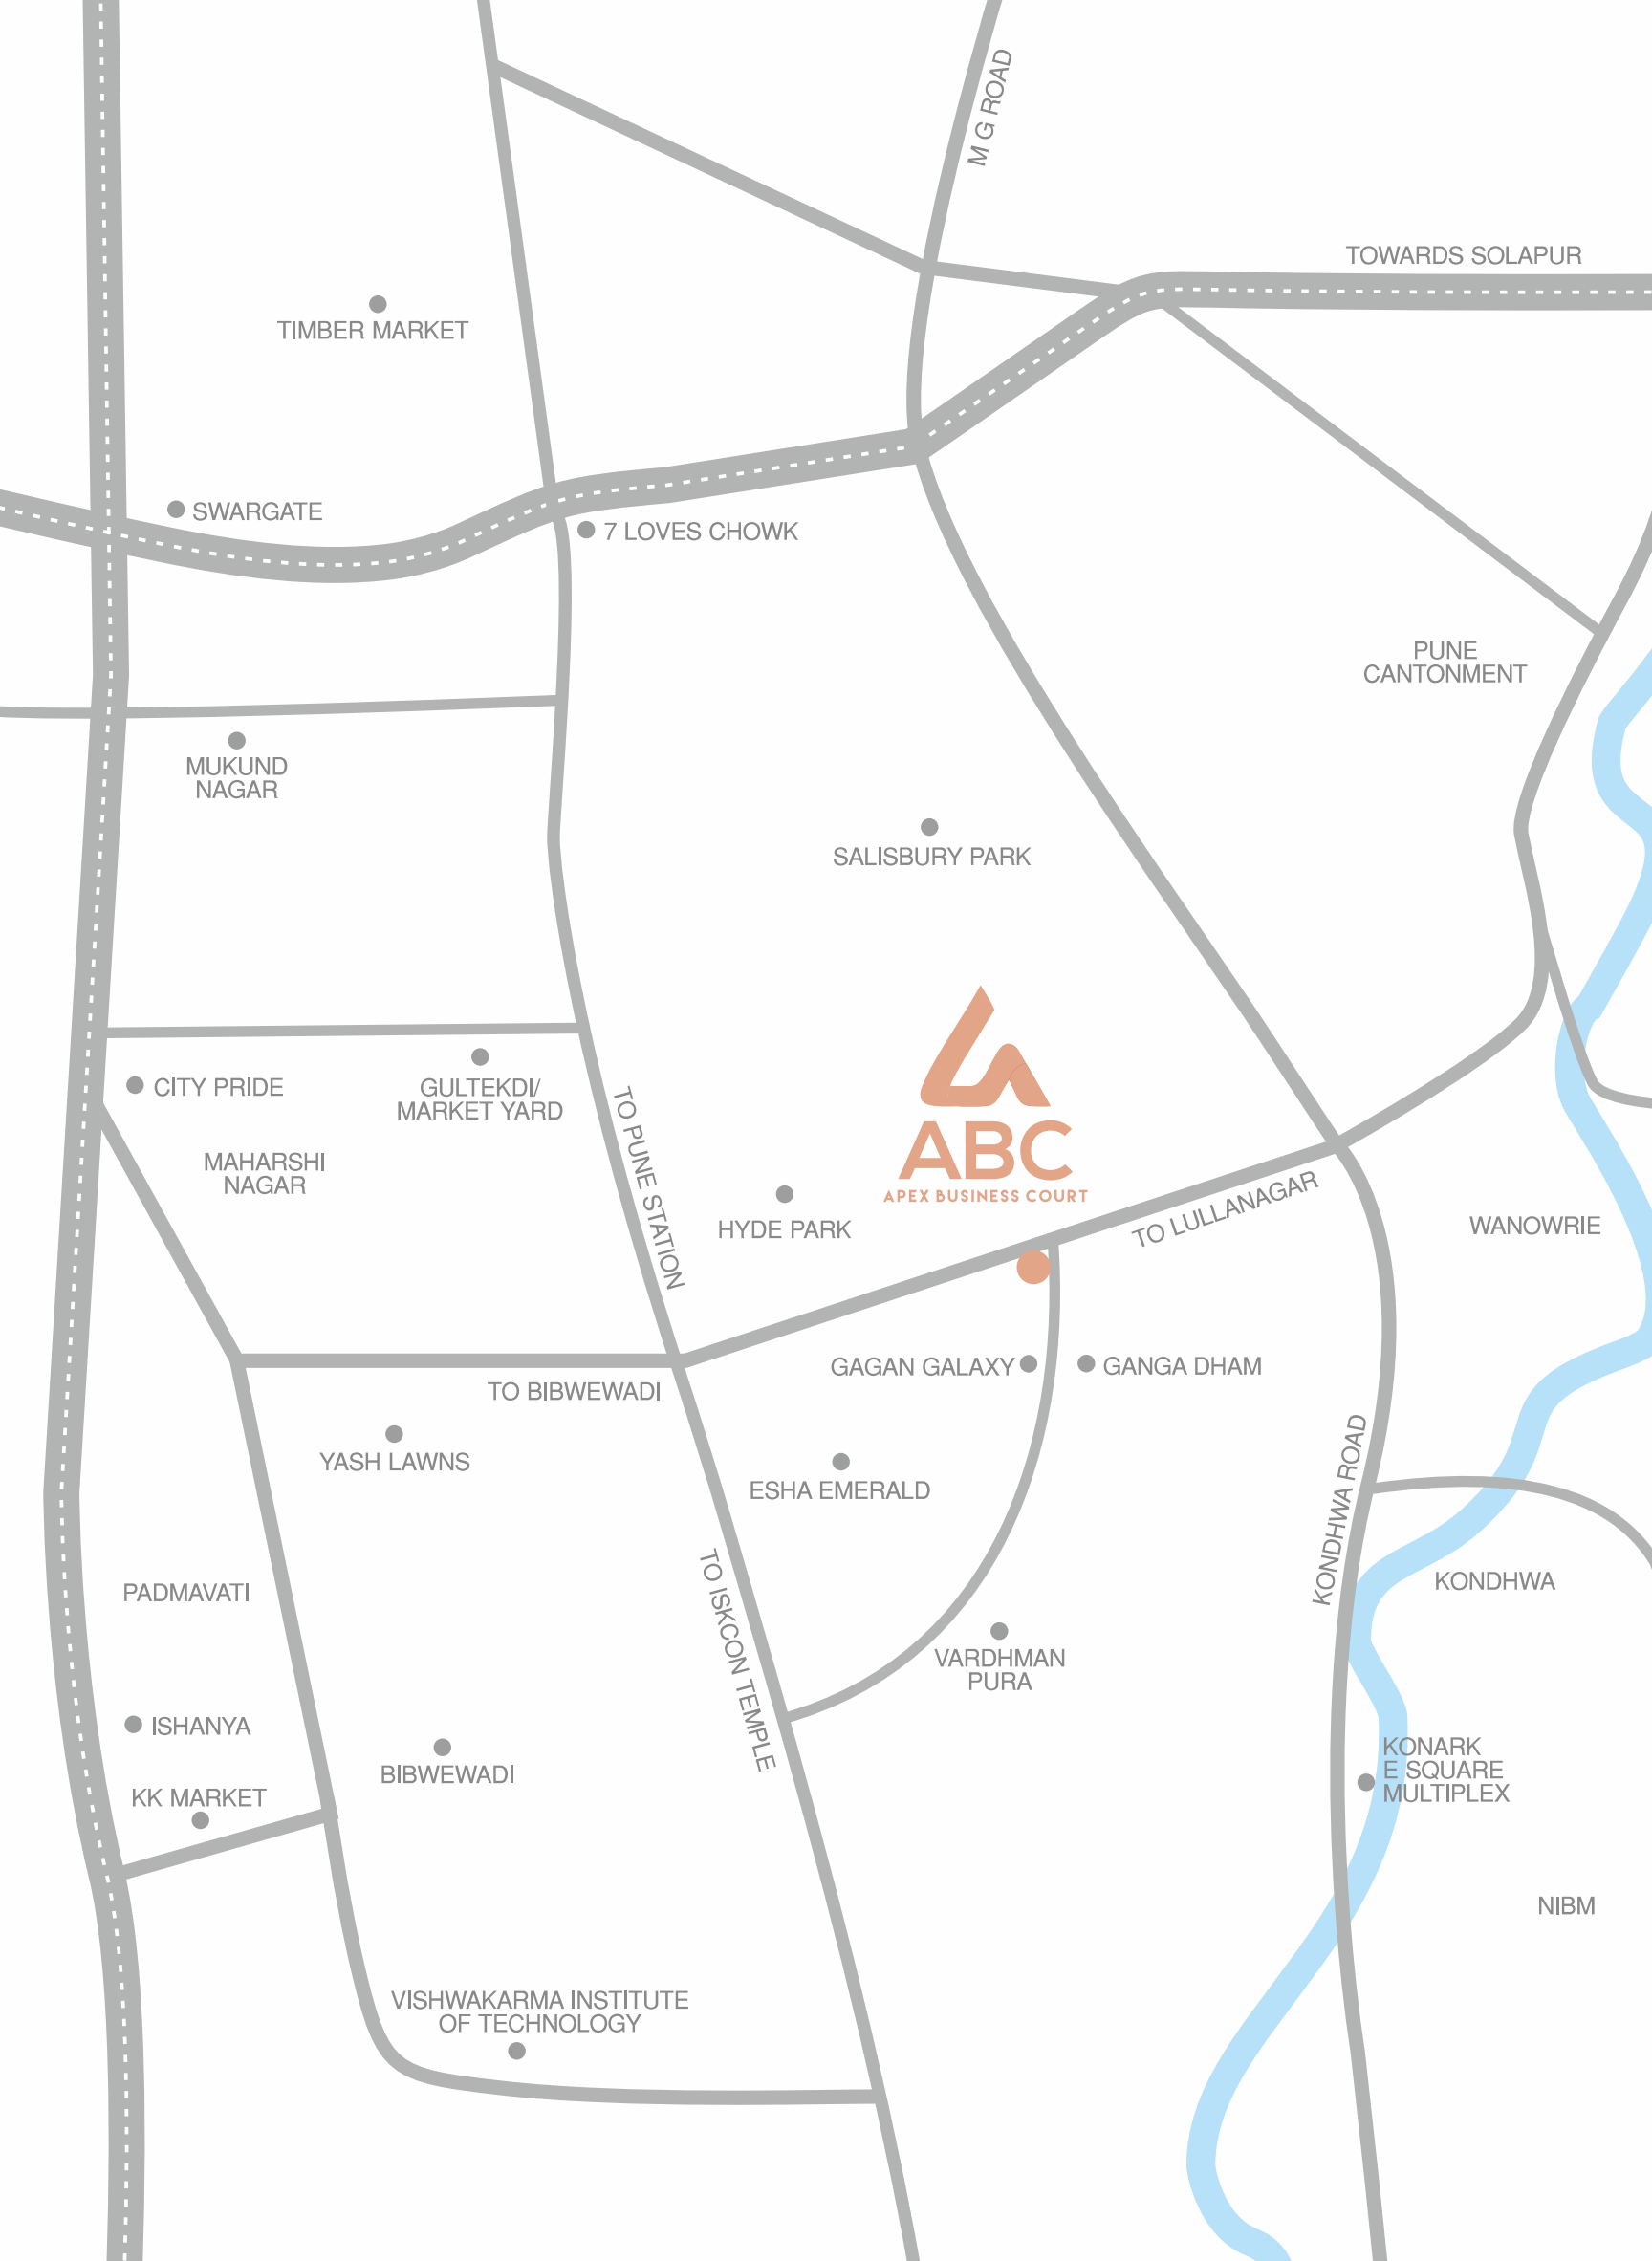 M G ROAD
TOWARDS SOLAPUR
TIMBER MARKET
SWARGATE
7 LOVES CHOWK
PUNE
CANTONMENT
MUKUND
NAGAR
SALISBURY PARK
CITY PRIDE
GULTEKDI/
MARKET YARD
MAHARSHI
NAGAR
TO PUNE STATION
ABC
APEX BUSINESS COURT
HYDE PARK
TO LULLANAGAR
WANOWRIE
GAGAN GALAXY
GANGA DHAM
TO BIBWEWADI
YASH LAWNS
ESHA EMERALD
KONDHWA ROAD
TO ISKCON TEMPLE
PADMAVATI
KONDHWA
VARDHMAN
PURA
ISHANYA
BIBWEWADI
KONARK
E SQUARE
MULTIPLEX
KK MARKET
NIBM
VISHWAKARMA INSTITUTE
OF TECHNOLOGY